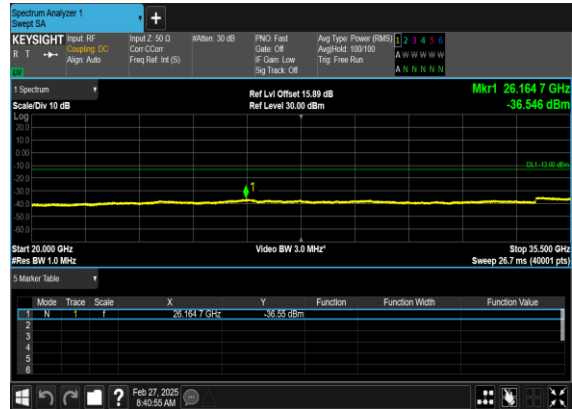 Spectrum Analyzer 1
Swept SA
+
KEYSIGHT
R T
LXI
Input: RF
Coupling: DC
Align: Auto
Input Z: 50 Ω
Corr CCorr
Freq Ref: Int (S)
#Atten: 30 dB
PNO: Fast
Gate: Off
IF Gain: Low
Sig Track: Off
Avg Type: Power (RMS)
Avg|Hold: 100/100
Trig: Free Run
1 2 3 4 5 6
A W W W W W
A N N N N N
1 Spectrum
Scale/Div 10 dB
Log
Ref Lvl Offset 15.89 dB
Ref Level 30.00 dBm
Mkr1 26.164 7 GHz
-36.546 dBm
20.0
10.0
0.00
-10.0
-20.0
-30.0
-40.0
-50.0
-60.0
1
DL1 -13.00 dBm
Start 20.000 GHz
#Res BW 1.0 MHz
Video BW 3.0 MHz*
Stop 35.500 GHz
Sweep 26.7 ms (40001 pts)
5 Marker Table
Mode Trace Scale X Y Function Function Width Function Value
1 N 1 f 26.164 7 GHz -36.55 dBm
2
3
4
5
6
?
Feb 27, 2025
8:40:55 AM